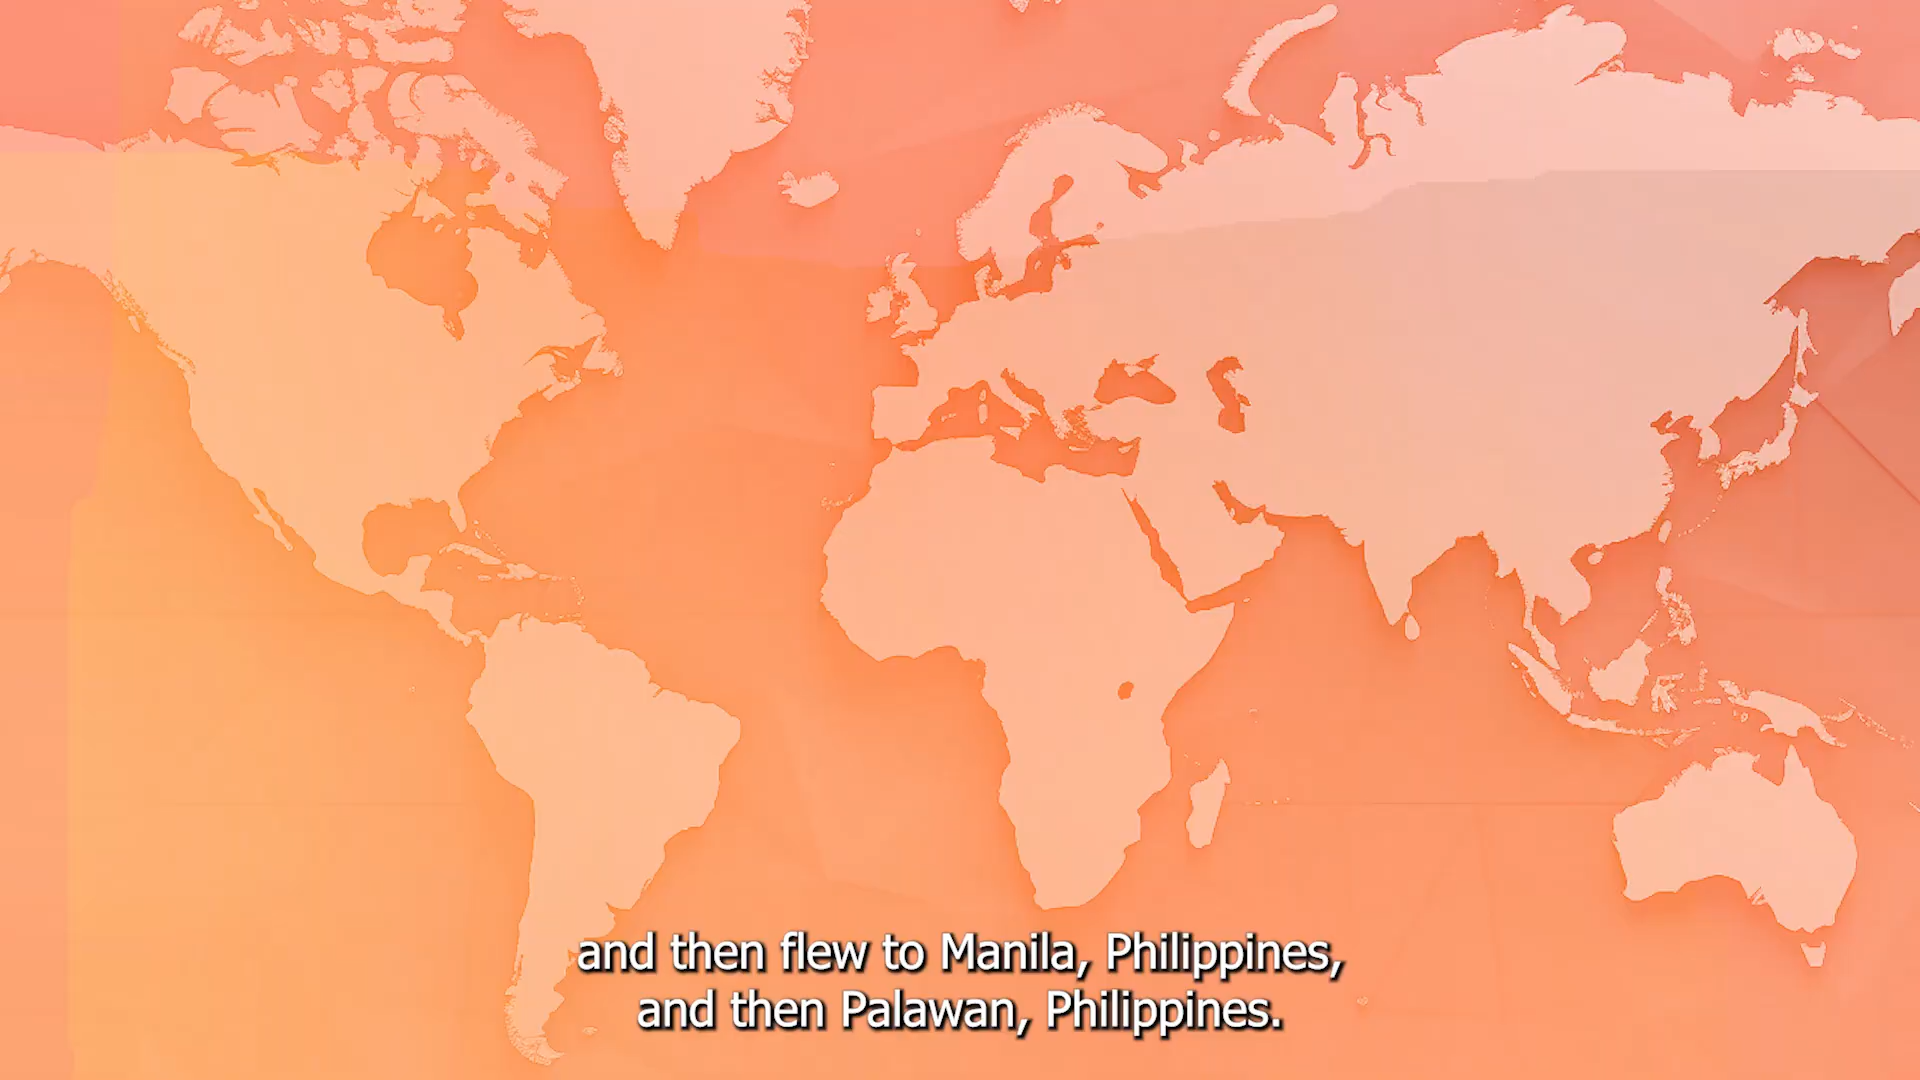 and then flew to Manila, Philippines,
and then Palawan, Philippines.